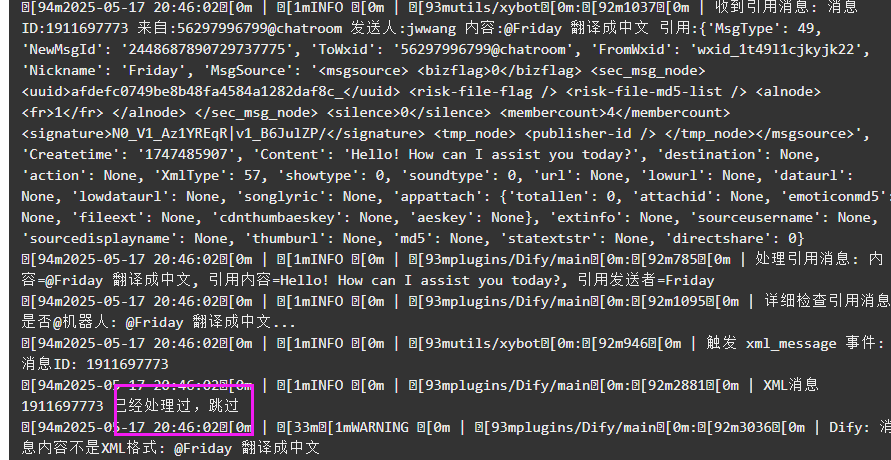 [94m2025-05-17 20:46:02[0m | [1mINFO [0m | [93mutils/xybot[0m:[92m1037[0m | 收到引用消息: 消息
ID:1911697773 来自:56297996799@chatroom 发送人:jwwang 内容:@Friday 翻译成中文 引用:{'MsgType': 49,
'NewMsgId': '2448687890729737775', 'ToWxid': '56297996799@chatroom', 'FromWxid': 'wxid_1t49l1cjkyjk22',
'Nickname': 'Friday', 'MsgSource': '<msgsource> <bizflag>0</bizflag> <sec_msg_node>
<uuid>afdefc0749be8b48fa4584a1282daf8c_</uuid> <risk-file-flag /> <risk-file-md5-list /> <alnode>
<fr>1</fr> </alnode> </sec_msg_node> <silence>0</silence> <membercount>4</membercount>
<signature>N0_V1_Az1YREqR|v1_B6JulZP/</signature> <tmp_node> <publisher-id /> </tmp_node></msgsource>',
'Createtime': '1747485907', 'Content': 'Hello! How can I assist you today?', 'destination': None,
'action': None, 'XmlType': 57, 'showtype': 0, 'soundtype': 0, 'url': None, 'lowurl': None, 'dataurl':
None, 'lowdataurl': None, 'songlyric': None, 'appattach': {'totallen': 0, 'attachid': None, 'emoticonmd5':
None, 'fileext': None, 'cdnthumbaeskey': None, 'aeskey': None}, 'extinfo': None, 'sourceusername': None,
'sourcedisplayname': None, 'thumburl': None, 'md5': None, 'statextstr': None, 'directshare': 0}
[94m2025-05-17 20:46:02[0m | [1mINFO [0m | [93mplugins/Dify/main[0m:[92m785[0m | 处理引用消息: 内
容=@Friday 翻译成中文, 引用内容=Hello! How can I assist you today?, 引用发送者=Friday
[94m2025-05-17 20:46:02[0m | [1mINFO [0m | [93mplugins/Dify/main[0m:[92m1095[0m | 详细检查引用消息
是否@机器人: @Friday 翻译成中文...
[94m2025-05-17 20:46:02[0m | [1mINFO [0m | [93mutils/xybot[0m:[92m946[0m | 触发 xml_message 事件:
消息ID: 1911697773
[94m2025-05-17 20:46:02[0m | [1mINFO [0m | [93mplugins/Dify/main[0m:[92m2881[0m | XML消息
1911697773 已经处理过，跳过
[94m2025-05-17 20:46:02[0m | [33m[1mWARNING [0m | [93mplugins/Dify/main[0m:[92m3036[0m | Dify: 消
息内容不是XML格式: @Friday 翻译成中文